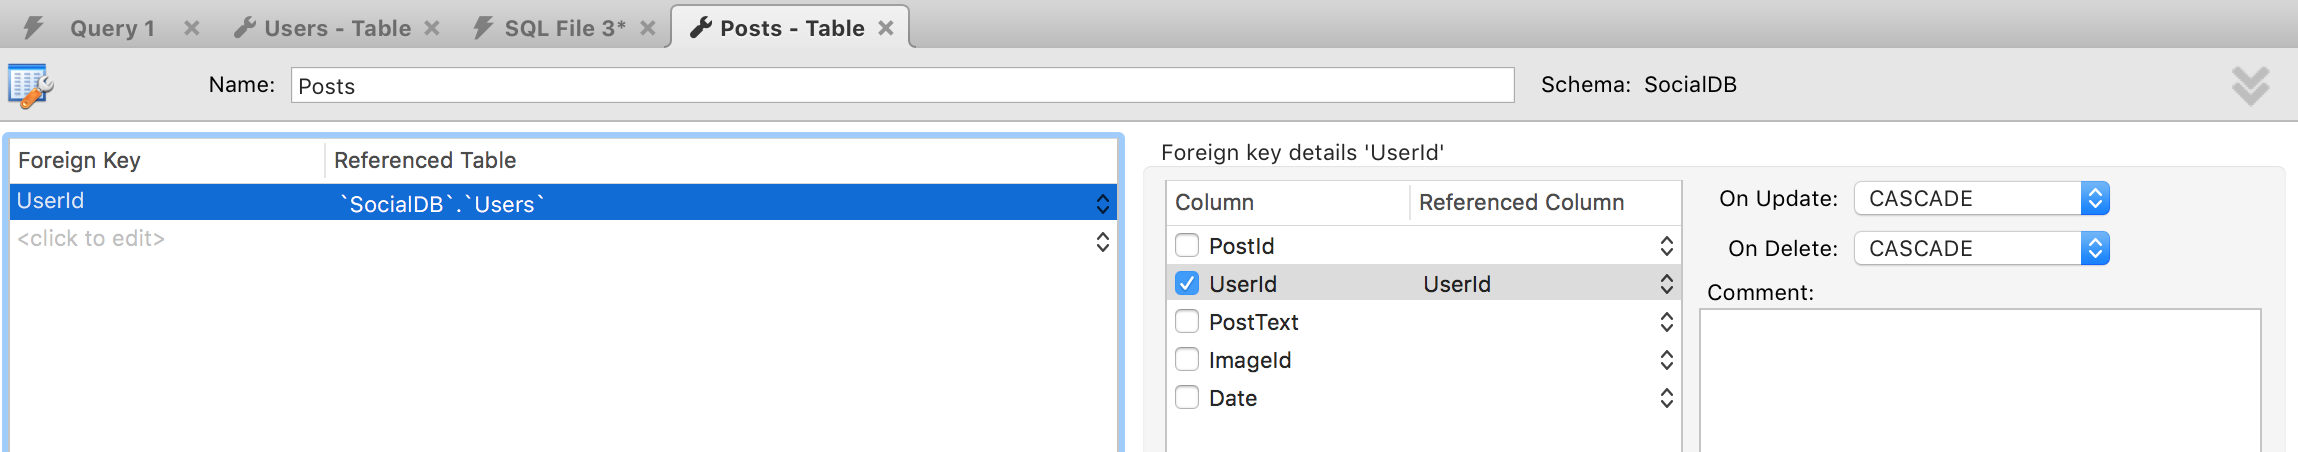 Query 1 Users - Table SQL File 3* Posts - Table
Name: Posts Schema: SocialDB
Foreign Key Referenced Table
UserId `SocialDB`.`Users`
<click to edit>
Foreign key details 'UserId'
Column Referenced Column
PostId
UserId UserId
PostText
ImageId
Date
On Update: CASCADE
On Delete: CASCADE
Comment: